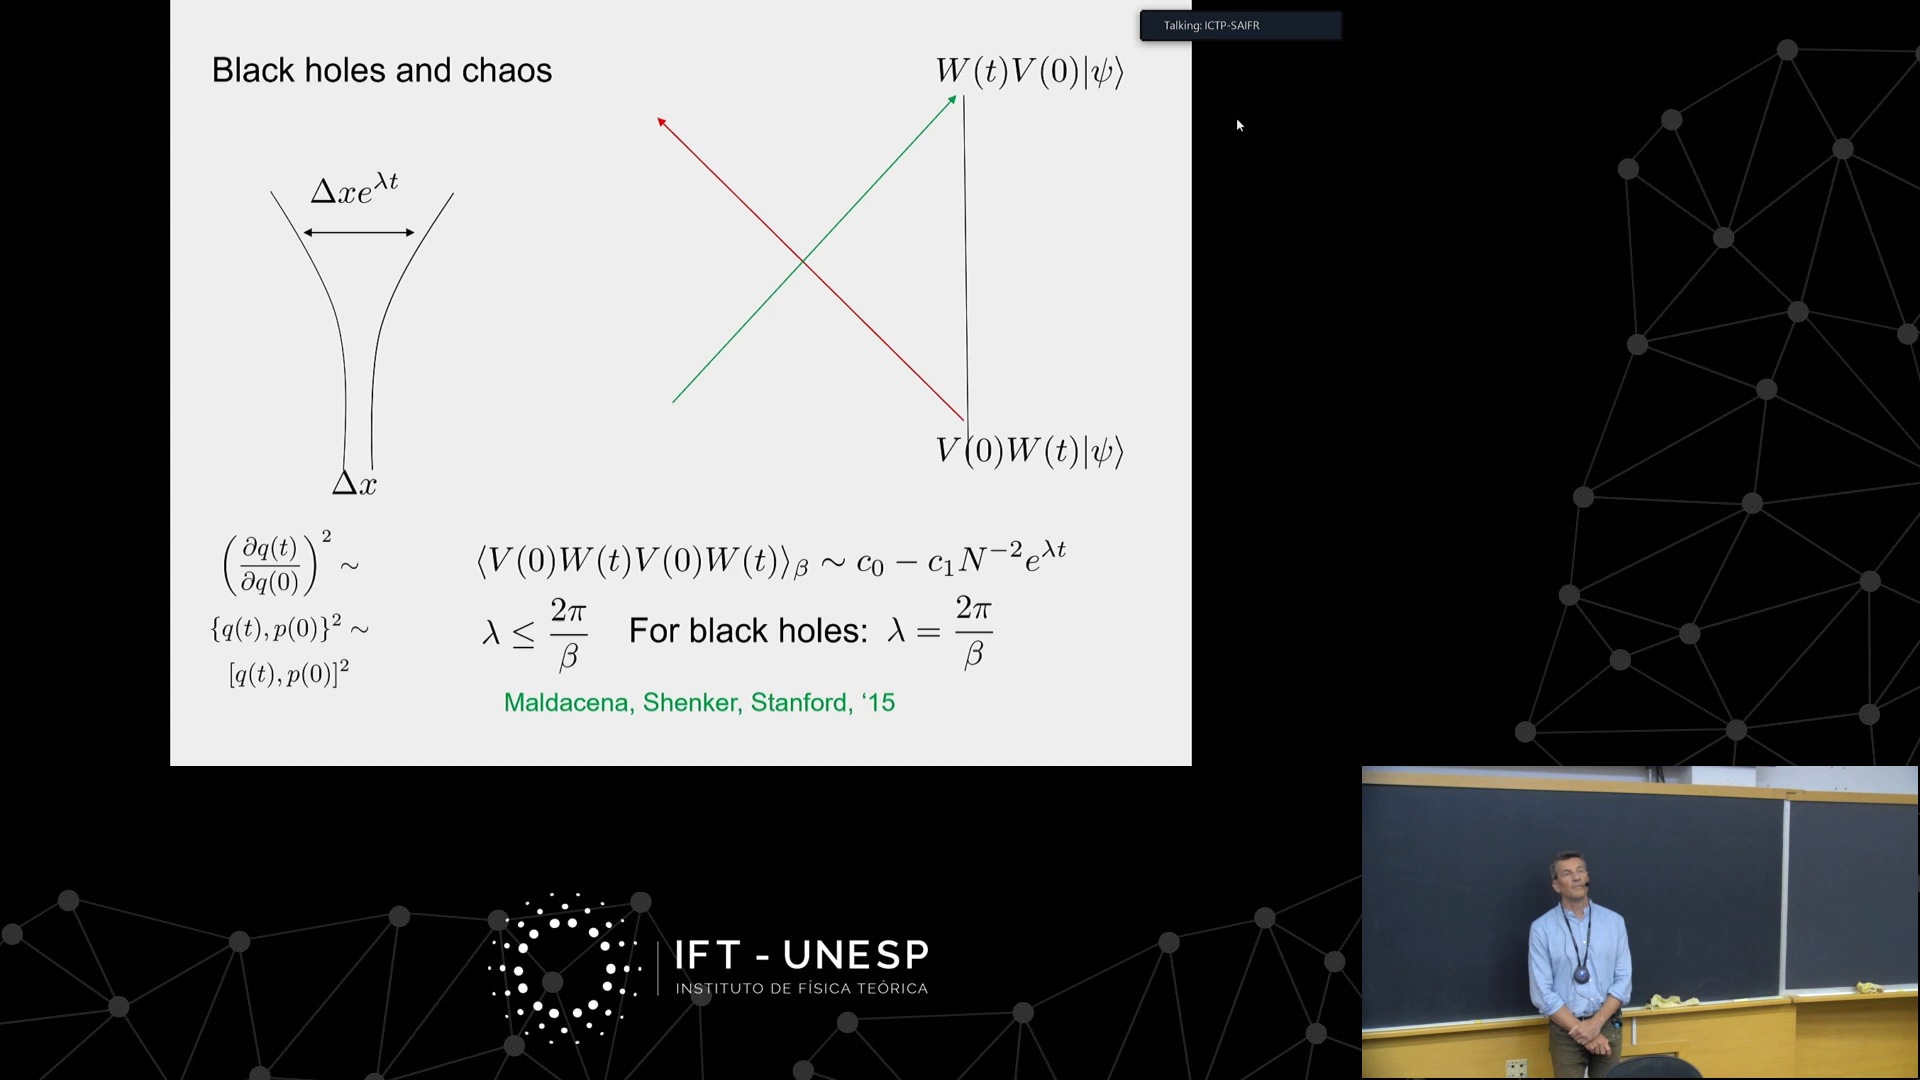 Talking: ICTP-SAIFR
Black holes and chaos
W(t)V(0)|ψ⟩
Δxe^{λt}
V(0)W(t)|ψ⟩
Δx
(∂q(t)/∂q(0))^2 ∼
{q(t), p(0)}^2 ∼
[q(t), p(0)]^2
⟨V(0)W(t)V(0)W(t)⟩_β ∼ c_0 − c_1 N^{−2} e^{λt}
λ ≤ 2π/β For black holes: λ = 2π/β
Maldacena, Shenker, Stanford, ‘15
IFT - UNESP
INSTITUTO DE FÍSICA TEÓRICA